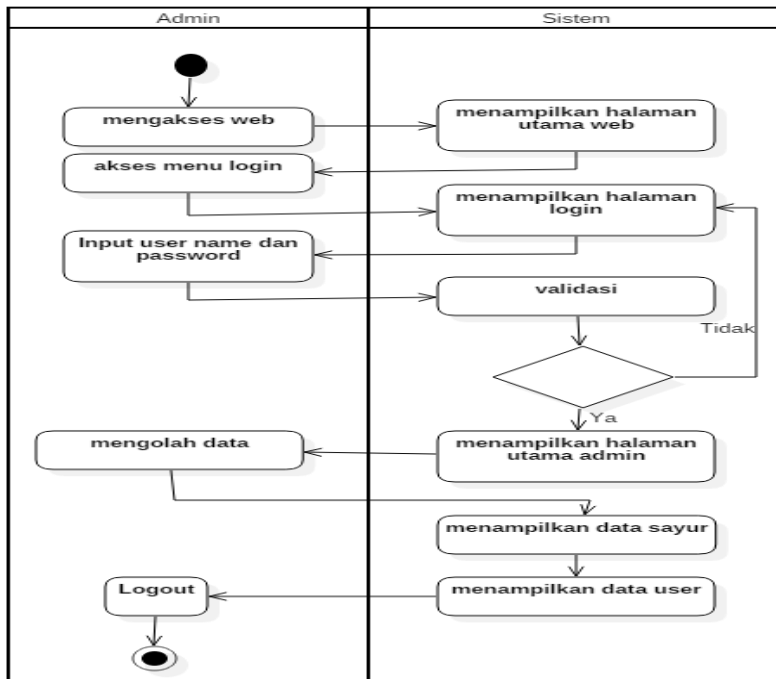 Admin
Sistem
mengakses web
menampilkan halaman
utama web
akses menu login
menampilkan halaman
login
Input user name dan
password
validasi
Tidak
Ya
menampilkan halaman
utama admin
mengolah data
menampilkan data sayur
menampilkan data user
Logout